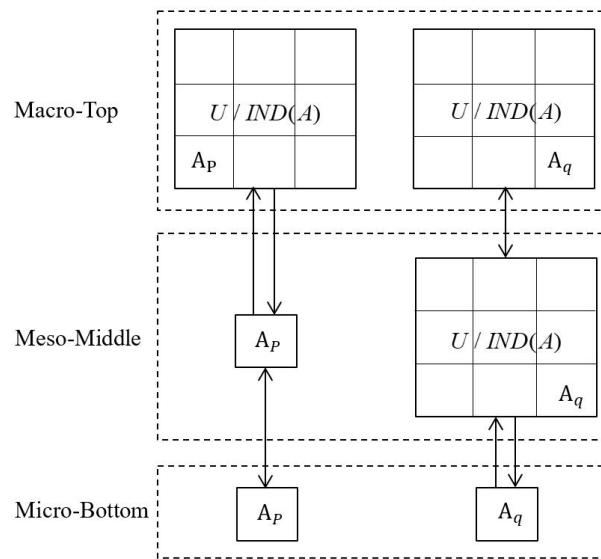 Macro-Top
U / IND(A)
A_P
U / IND(A)
A_q
Meso-Middle
A_P
U / IND(A)
A_q
Micro-Bottom
A_P
A_q